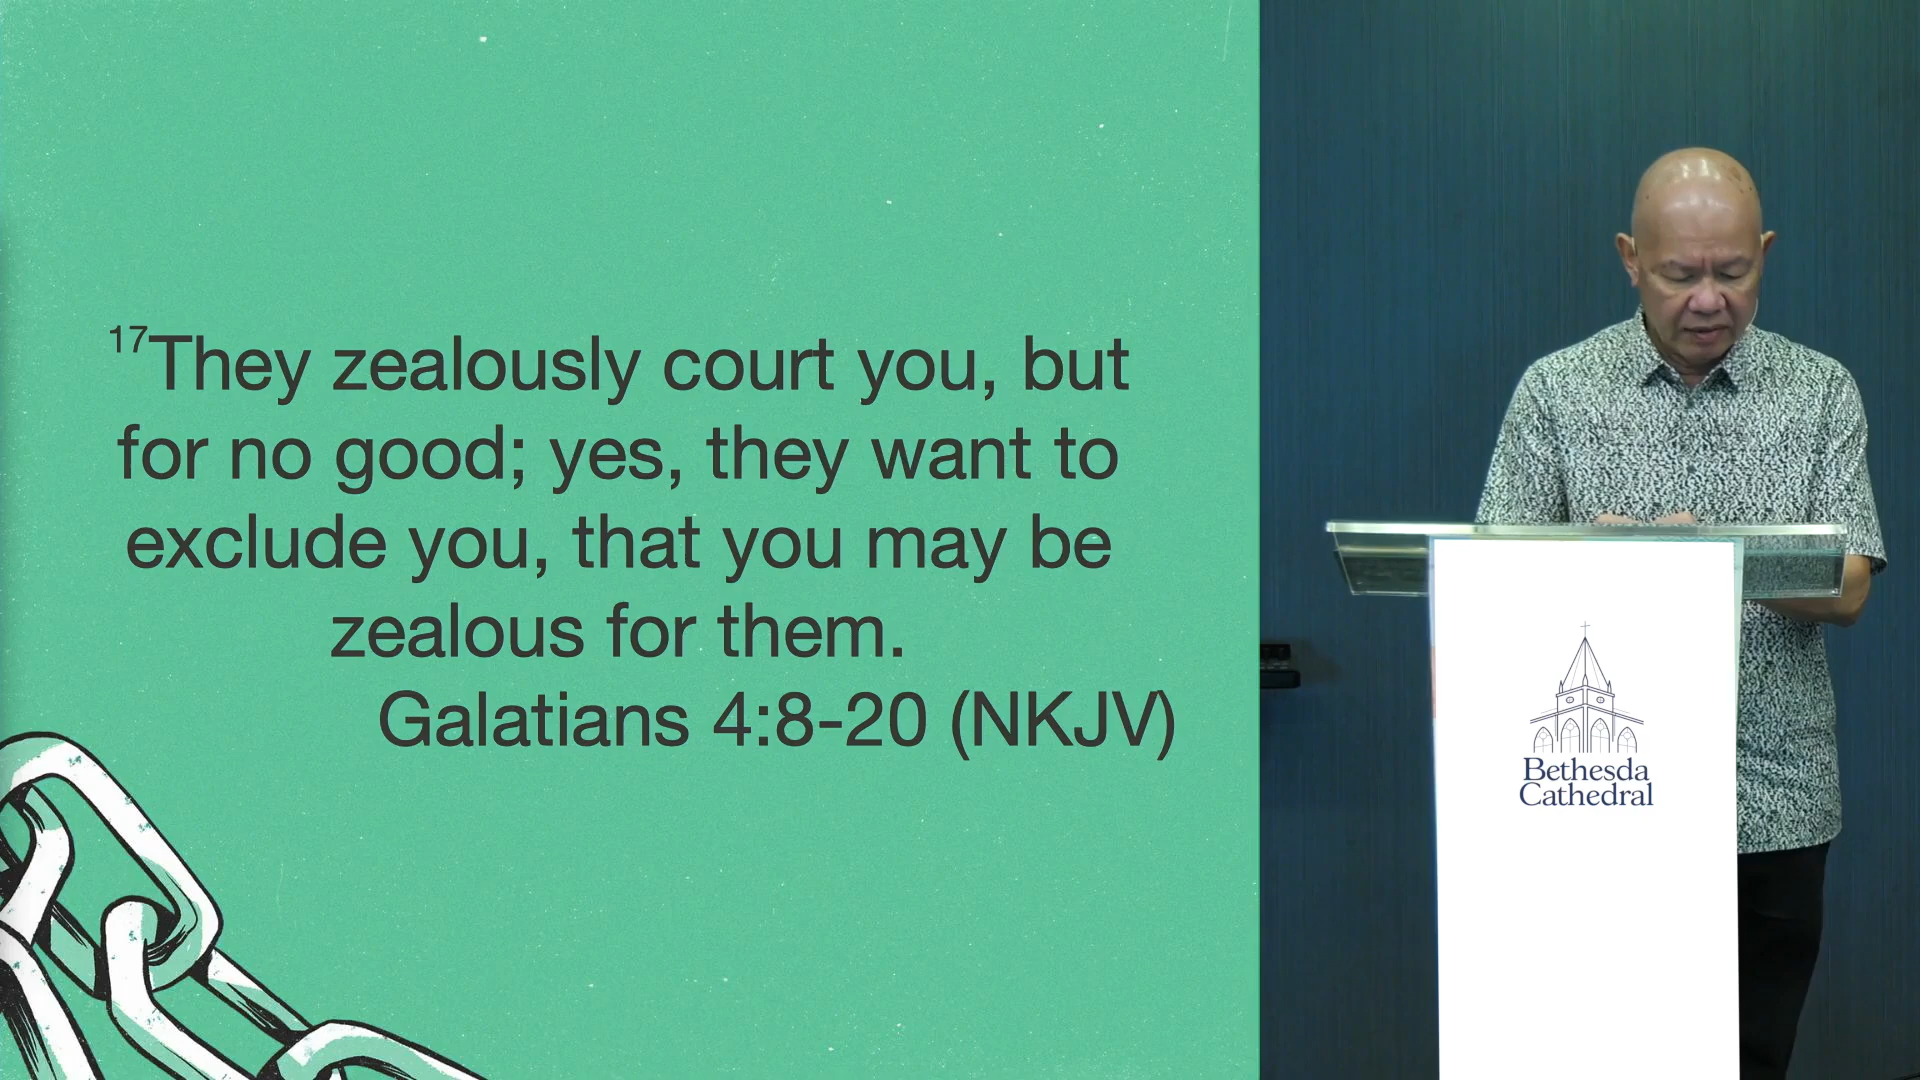 17They zealously court you, but
for no good; yes, they want to
exclude you, that you may be
zealous for them.
Galatians 4:8-20 (NKJV)
Bethesda
Cathedral